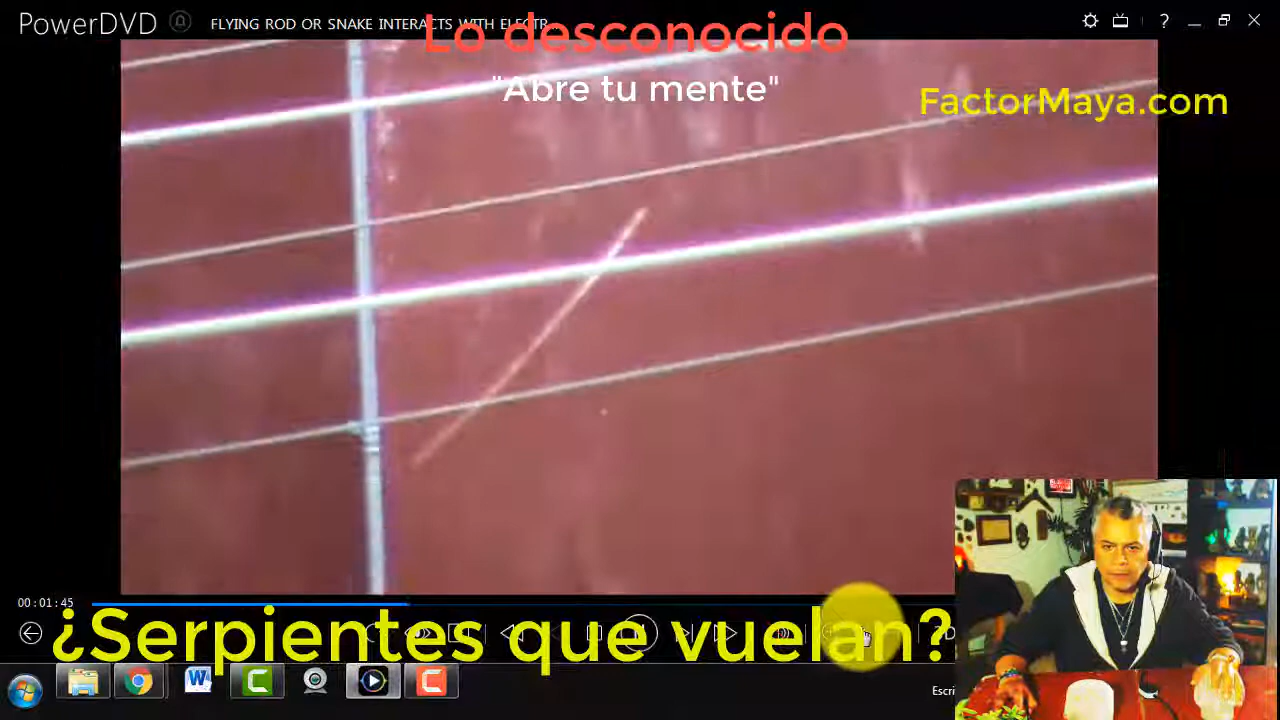 PowerDVD
FLYING ROD OR SNAKE INTERACTS WITH ELECTR
?
Lo desconocido
"Abre tu mente"
FactorMaya.com
00:01:45
¿Serpientes que vuelan?
Escri